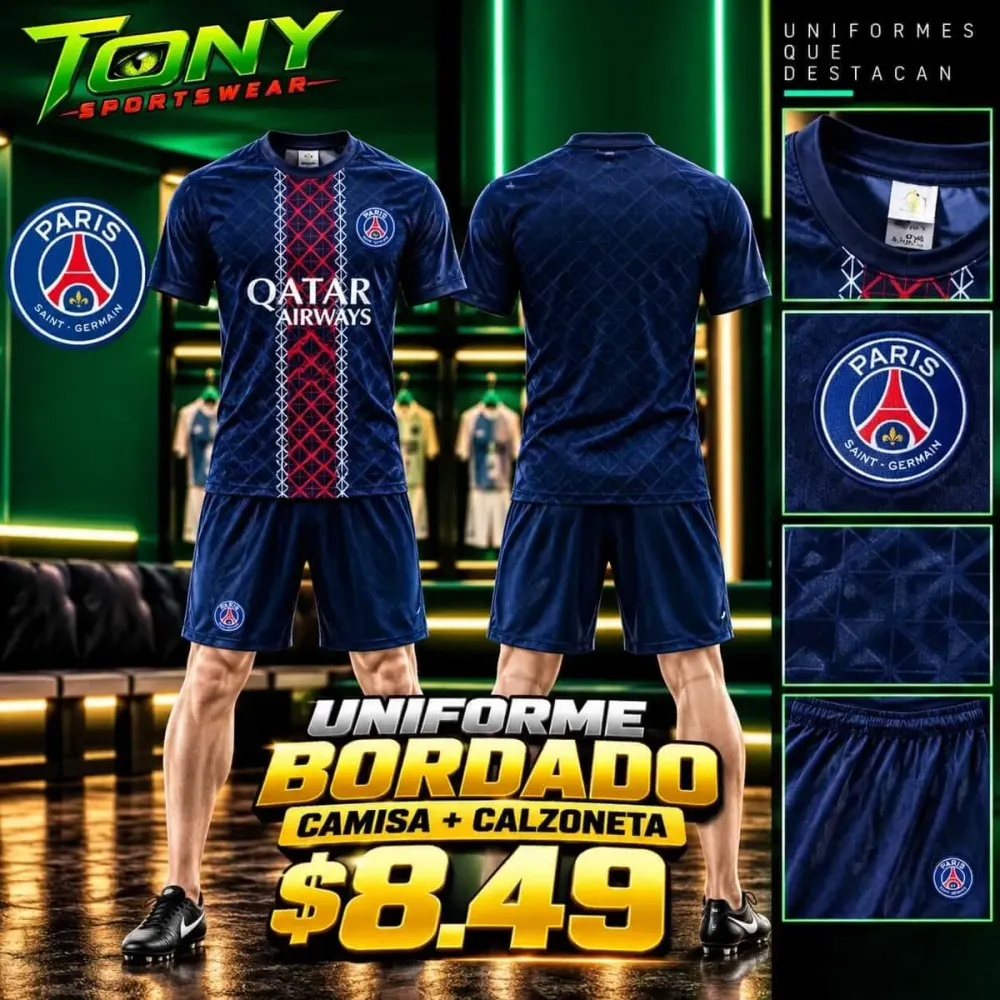 TONY
SPORTSWEAR
UNIFORMES
QUE
DESTACAN
PARIS
SAINT - GERMAIN
PARIS
QATAR
AIRWAYS
PARIS
SAINT - GERMAIN
PARIS
PARIS
UNIFORME
BORDADO
CAMISA + CALZONETA
$8.49